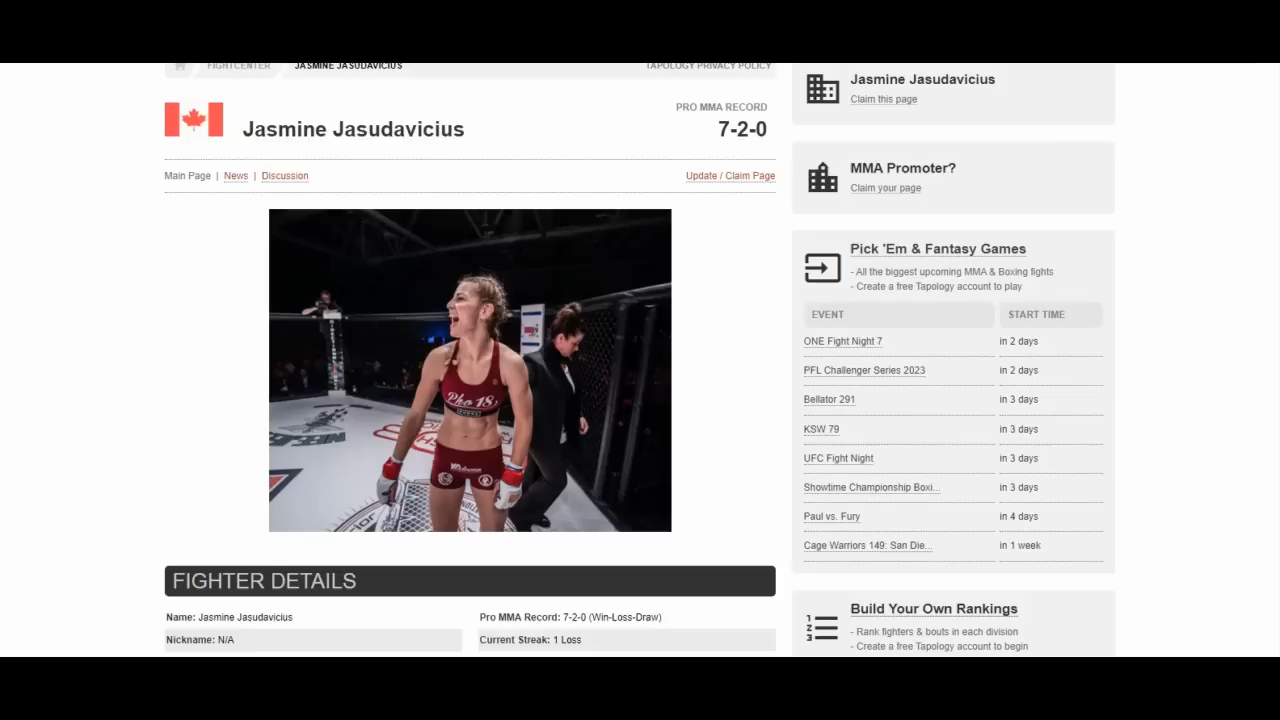 FIGHTCENTER
JASMINE JASUDAVICIUS
TAPOLOGY PRIVACY POLICY
Jasmine Jasudavicius
PRO MMA RECORD
7-2-0
Main Page | News | Discussion
Update / Claim Page
Pho 18
FIGHTER DETAILS
Name: Jasmine Jasudavicius
Pro MMA Record: 7-2-0 (Win-Loss-Draw)
Nickname: N/A
Current Streak: 1 Loss
Jasmine Jasudavicius
Claim this page
MMA Promoter?
Claim your page
Pick 'Em & Fantasy Games
- All the biggest upcoming MMA & Boxing fights
- Create a free Tapology account to play
EVENT START TIME
ONE Fight Night 7 in 2 days
PFL Challenger Series 2023 in 2 days
Bellator 291 in 3 days
KSW 79 in 3 days
UFC Fight Night in 3 days
Showtime Championship Boxi... in 3 days
Paul vs. Fury in 4 days
Cage Warriors 149: San Die... in 1 week
1
2
3
Build Your Own Rankings
- Rank fighters & bouts in each division
- Create a free Tapology account to begin